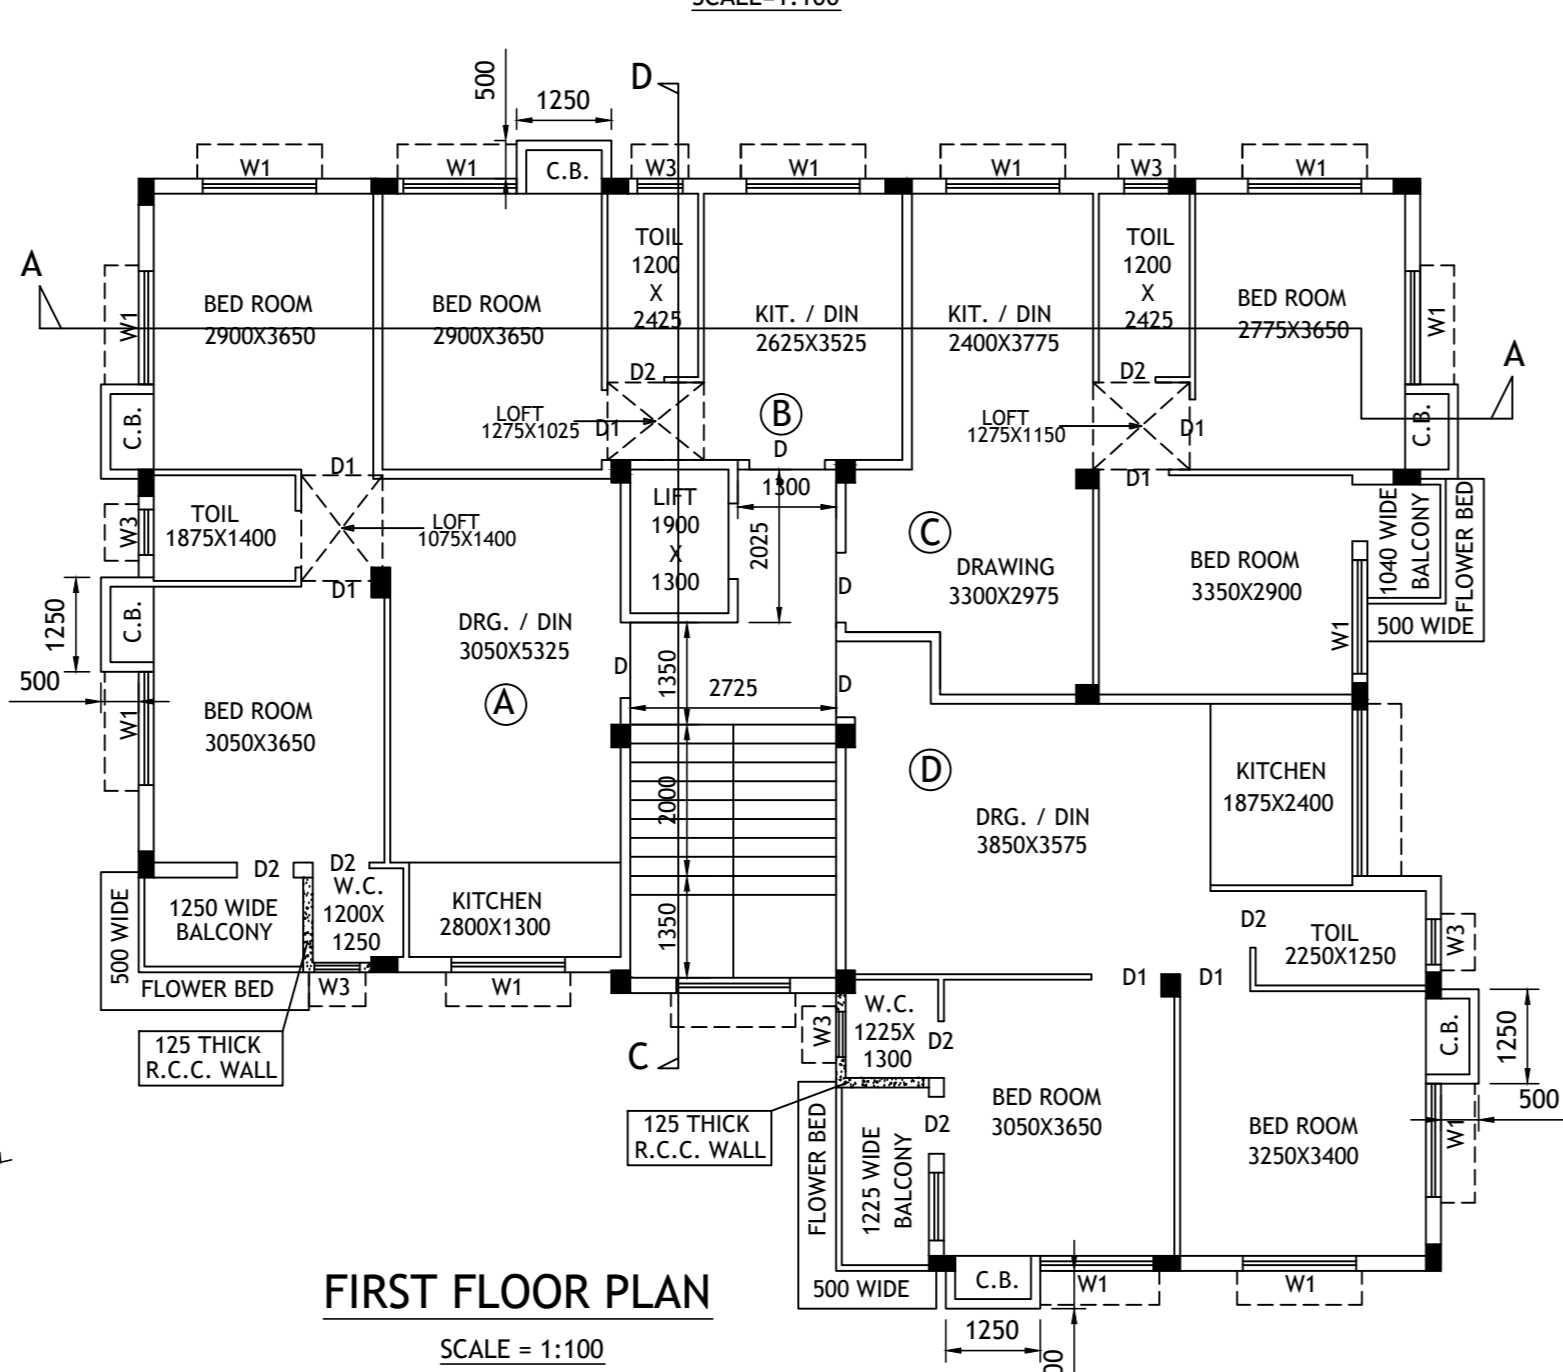 SCALE=1:100
500
1250
D
W1
W1
C.B.
W3
W1
W1
W3
W1
A
W1
BED ROOM
2900X3650
BED ROOM
2900X3650
TOIL
1200
X
2425
KIT. / DIN
2625X3525
KIT. / DIN
2400X3775
TOIL
1200
X
2425
BED ROOM
2775X3650
W1
A
D2
D2
C.B.
LOFT
1275X1025
D1
B
D
LOFT
1275X1150
D1
C.B.
D1
D1
TOIL
1875X1400
W3
LOFT
1075X1400
D1
LIFT
1900
X
1300
1300
2025
C
D
DRAWING
3300X2975
BED ROOM
3350X2900
1040 WIDE
BALCONY
FLOWER BED
500 WIDE
W1
1250
C.B.
500
W1
DRG. / DIN
3050X5325
D
1350
2725
D
A
BED ROOM
3050X3650
D
2000
DRG. / DIN
3850X3575
KITCHEN
1875X2400
D2
D2
W.C.
1200X
1250
1250 WIDE
BALCONY
500 WIDE
FLOWER BED
W3
KITCHEN
2800X1300
W1
1350
D2
TOIL
2250X1250
W3
D1
D1
125 THICK
R.C.C. WALL
C
W3
W.C.
1225X
1300
D2
C.B.
1250
500
W1
125 THICK
R.C.C. WALL
FLOWER BED
1225 WIDE
BALCONY
D2
BED ROOM
3050X3650
BED ROOM
3250X3400
500 WIDE
C.B.
W1
W1
1250
FIRST FLOOR PLAN
SCALE = 1:100